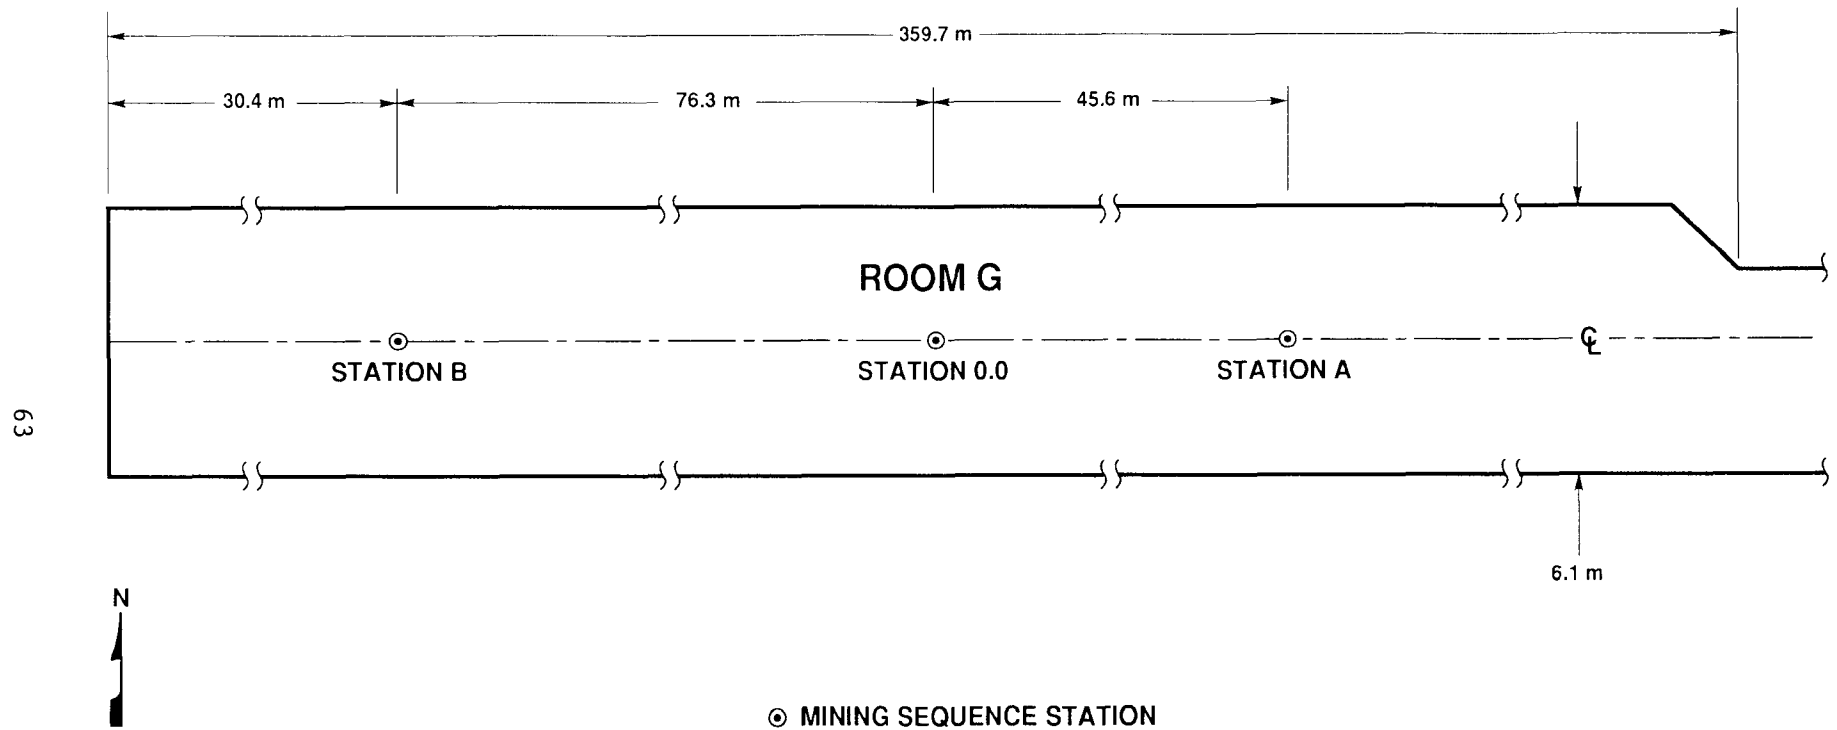 359.7 m
30.4 m
76.3 m
45.6 m
ROOM G
℄
STATION B
STATION 0.0
STATION A
63
6.1 m
N
MINING SEQUENCE STATION